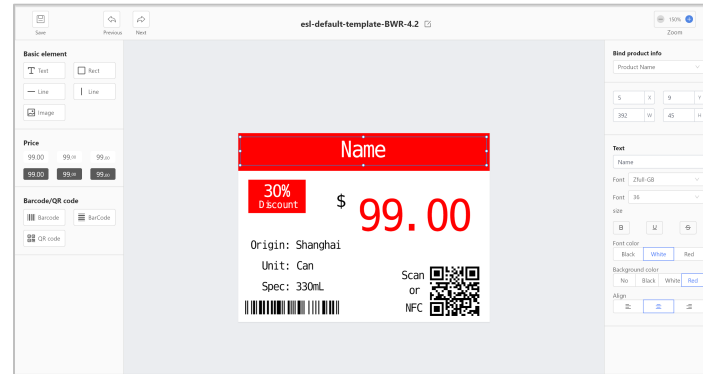 esl-default-template-BWR-4.2
150%
Save
Previous
Next
Zoom
Basic element
Text
Rect
Line
Line
Image
Price
99.00 99.00 99.00
99.00 99.00 99.00
Barcode/QR code
Barcode
BarCode
QR code
Name
30%
Discount
$ 99.00
Origin: Shanghai
Unit: Can
Spec: 330mL
Scan
or
NFC
Bind product info
Product Name
5 X 9 Y
392 W 45 H
Text
Name
Font Zfull-GB
Font 36
size
B U S
Font color
Black White Red
Background color
No Black White Red
Align